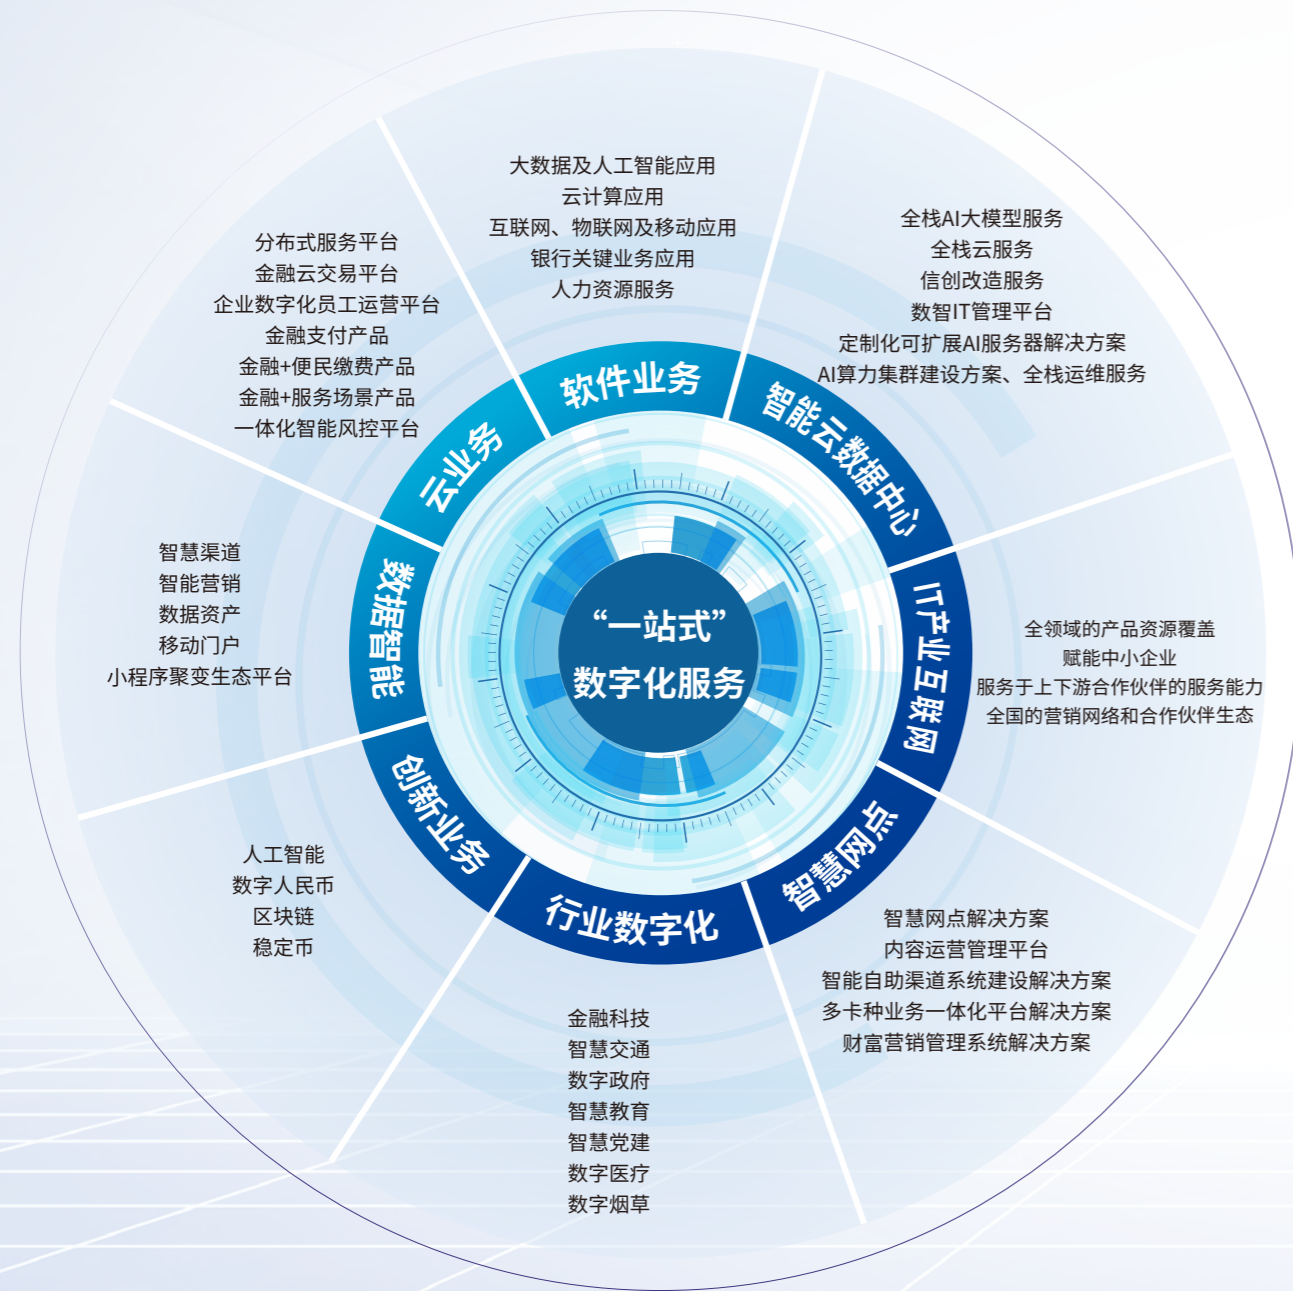 “一站式”
数字化服务
软件业务
大数据及人工智能应用
云计算应用
互联网、物联网及移动应用
银行关键业务应用
人力资源服务
智能云数据中心
全栈AI大模型服务
全栈云服务
信创改造服务
数智IT管理平台
定制化可扩展AI服务器解决方案
AI算力集群建设方案、全栈运维服务
IT产业互联网
全领域的产品资源覆盖
赋能中小企业
服务于上下游合作伙伴的服务能力
全国的营销网络和合作伙伴生态
智慧网点
智慧网点解决方案
内容运营管理平台
智能自助渠道系统建设解决方案
多卡种业务一体化平台解决方案
财富营销管理系统解决方案
行业数字化
金融科技
智慧交通
数字政府
智慧教育
智慧党建
数字医疗
数字烟草
创新业务
人工智能
数字人民币
区块链
稳定币
数据智能
智慧渠道
智能营销
数据资产
移动门户
小程序聚变生态平台
云业务
分布式服务平台
金融云交易平台
企业数字化员工运营平台
金融支付产品
金融+便民缴费产品
金融+服务场景产品
一体化智能风控平台